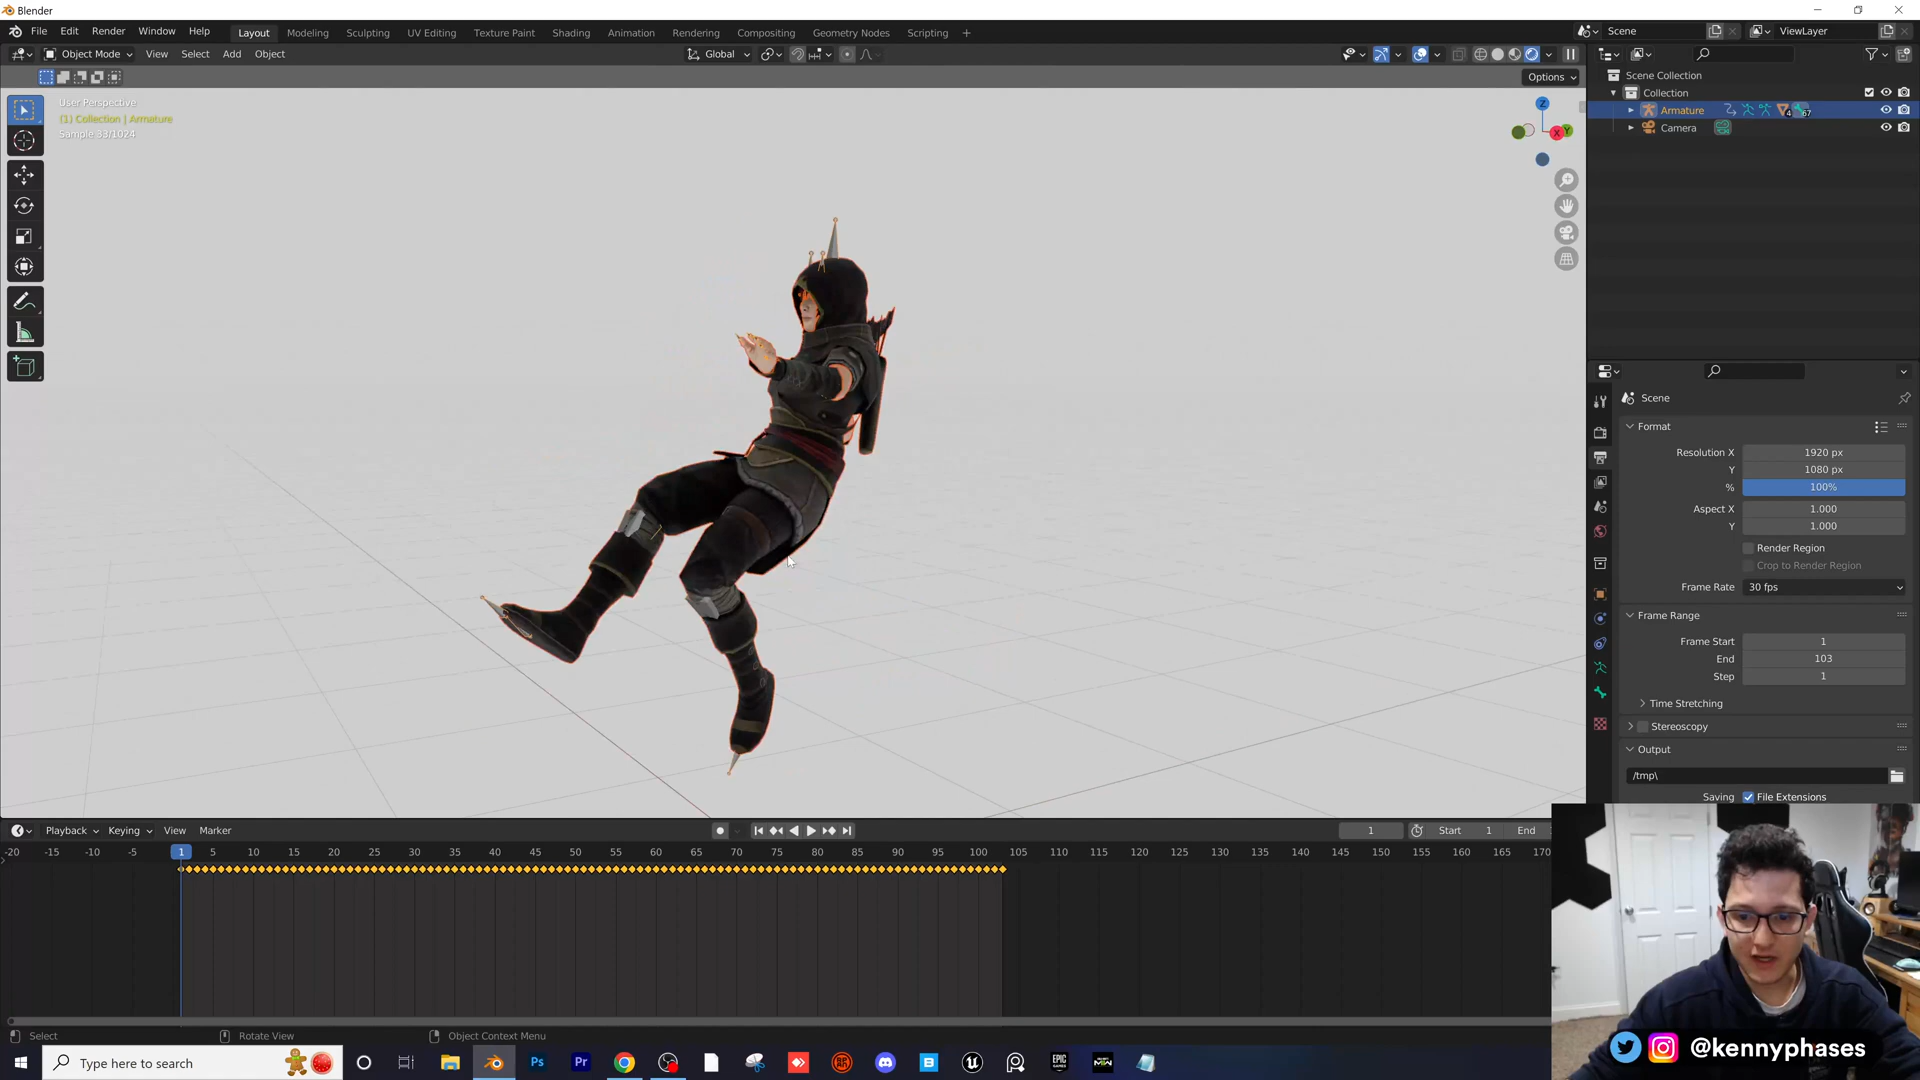 Blender
File Edit Render Window Help
Layout Modeling Sculpting UV Editing Texture Paint Shading Animation Rendering Compositing Geometry Nodes Scripting
Scene
ViewLayer
Object Mode View Select Add Object
Global
Options
User Perspective
(1) Collection | Armature
Sample 33/1024
Z
X
Y
Scene Collection
Collection
Armature 4 67
Camera
Scene
Format
Resolution X 1920 px
Y 1080 px
% 100%
Aspect X 1.000
Y 1.000
Render Region
Crop to Render Region
Frame Rate 30 fps
Frame Range
Frame Start 1
End 103
Step 1
Time Stretching
Stereoscopy
Output
/tmp\
Saving File Extensions
Playback Keying View Marker
1 Start 1 End
-20 -15 -10 -5 1 5 10 15 20 25 30 35 40 45 50 55 60 65 70 75 80 85 90 95 100 105 110 115 120 125 130 135 140 145 150 155 160 165 170
Select Rotate View Object Context Menu
Type here to search
Ps
Pr
EPIC GAMES
@kennyphases